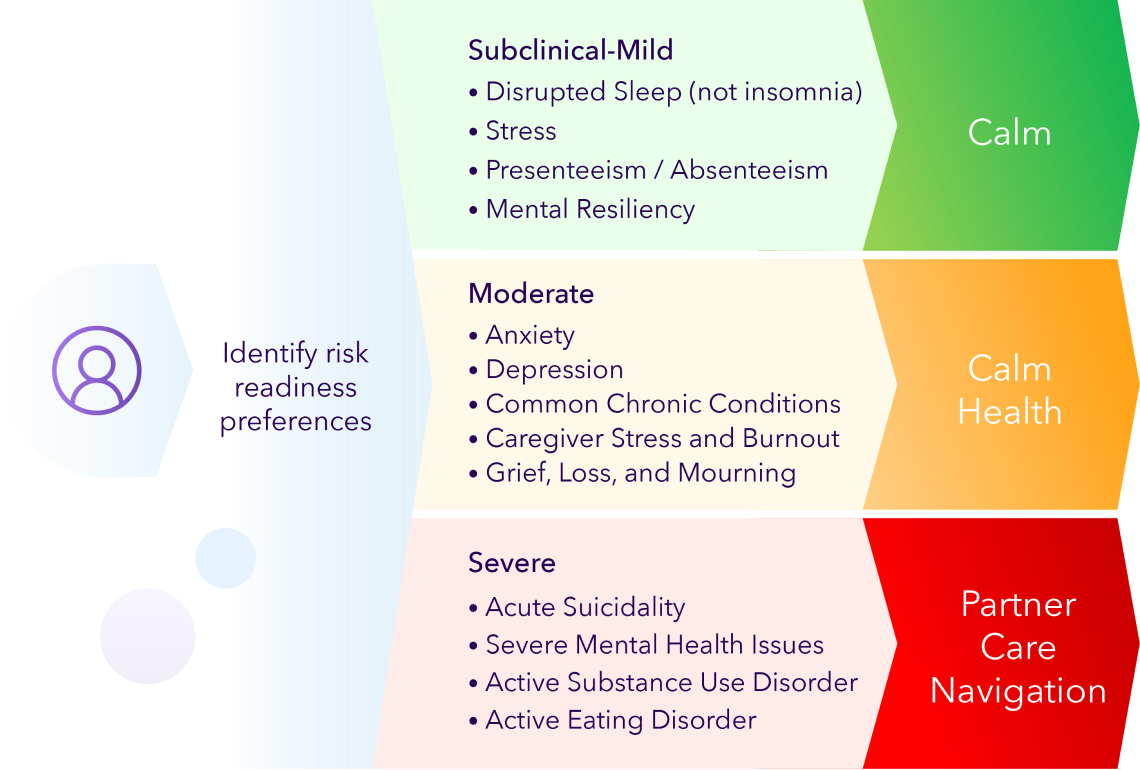 Identify risk
readiness
preferences
Subclinical-Mild
• Disrupted Sleep (not insomnia)
• Stress
• Presenteeism / Absenteeism
• Mental Resiliency
Calm
Moderate
• Anxiety
• Depression
• Common Chronic Conditions
• Caregiver Stress and Burnout
• Grief, Loss, and Mourning
Calm
Health
Severe
• Acute Suicidality
• Severe Mental Health Issues
• Active Substance Use Disorder
• Active Eating Disorder
Partner
Care
Navigation